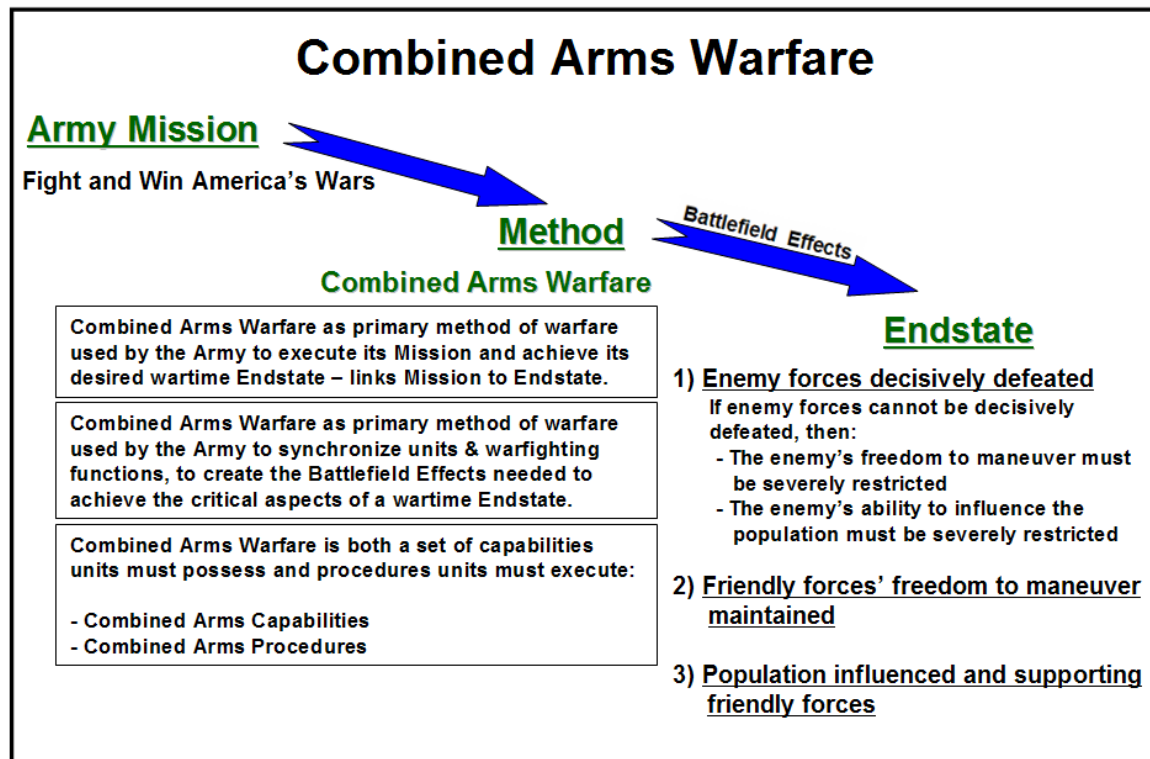 Combined Arms Warfare
Army Mission
Fight and Win America's Wars
Method
Battlefield Effects
Combined Arms Warfare
Combined Arms Warfare as primary method of warfare
used by the Army to execute its Mission and achieve its
desired wartime Endstate – links Mission to Endstate.
Combined Arms Warfare as primary method of warfare
used by the Army to synchronize units & warfighting
functions, to create the Battlefield Effects needed to
achieve the critical aspects of a wartime Endstate.
Combined Arms Warfare is both a set of capabilities
units must possess and procedures units must execute:
- Combined Arms Capabilities
- Combined Arms Procedures
Endstate
1) Enemy forces decisively defeated
If enemy forces cannot be decisively
defeated, then:
- The enemy's freedom to maneuver must
be severely restricted
- The enemy's ability to influence the
population must be severely restricted
2) Friendly forces' freedom to maneuver
maintained
3) Population influenced and supporting
friendly forces